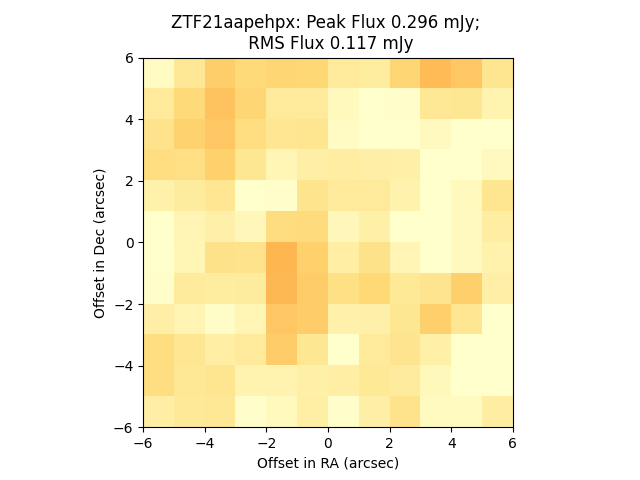 ZTF21aapehpx: Peak Flux 0.296 mJy;
RMS Flux 0.117 mJy
6
4
2
0
−2
−4
−6
Offset in Dec (arcsec)
−6 −4 −2 0 2 4 6
Offset in RA (arcsec)